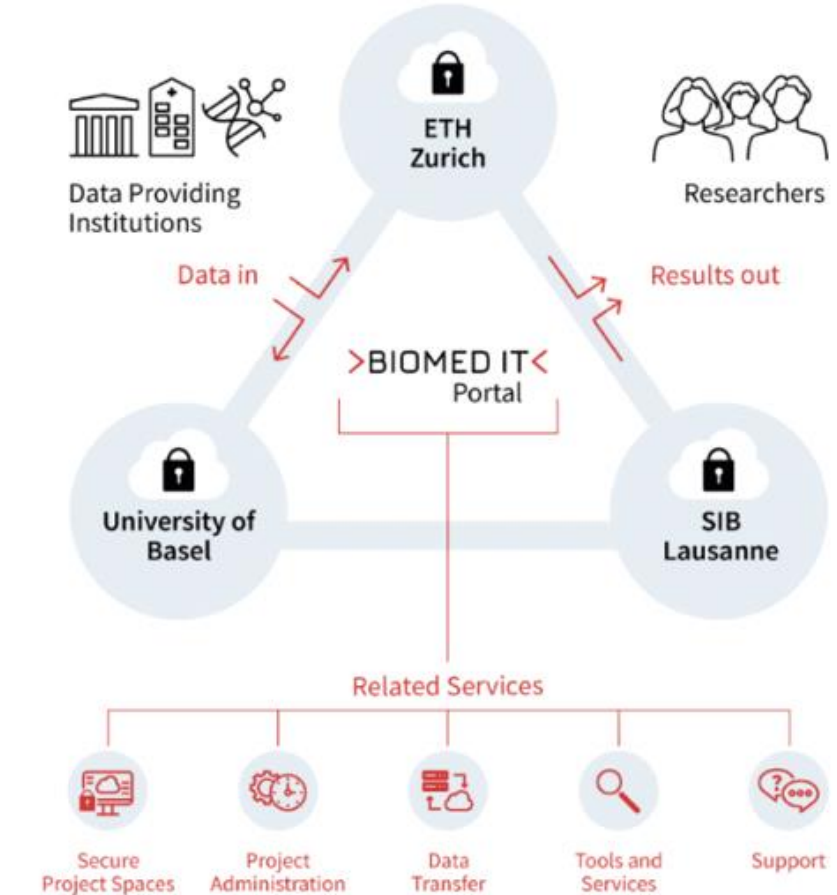 ETH
Zurich
Data Providing
Institutions
Researchers
Data in
Results out
>BIOMED IT<
Portal
University of
Basel
SIB
Lausanne
Related Services
Secure
Project Spaces
Project
Administration
Data
Transfer
Tools and
Services
Support